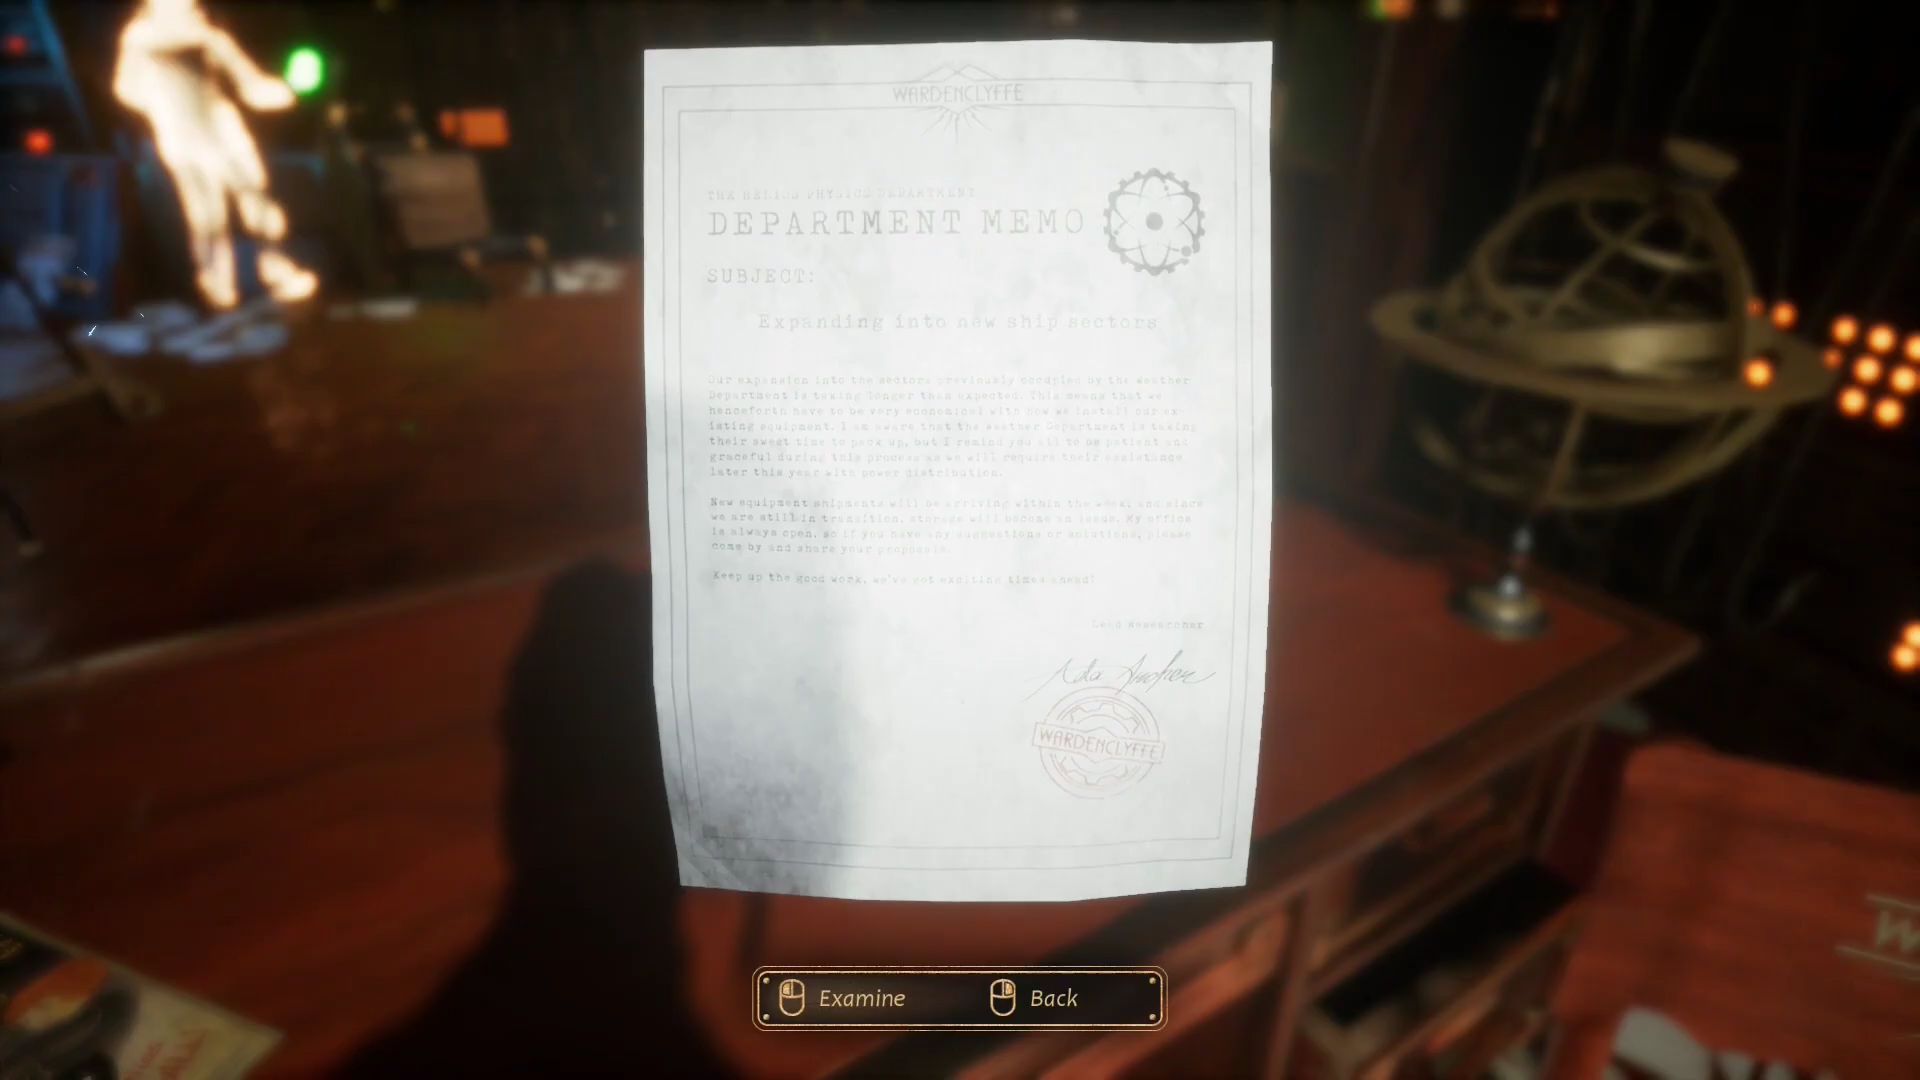 WARDENCLYFFE
THE HELIOS PHYSICS DEPARTMENT
DEPARTMENT MEMO
SUBJECT:
Expanding into new ship sectors
Our expansion into the sectors previously occupied by the weather
Department is taking longer than expected. This means that we
henceforth have to be very economical with how we install our ex-
isting equipment. I am aware that the weather Department is taking
their sweet time to pack up, but I remind you all to be patient and
graceful during this process as we will require their assistance
later this year with power distribution.
New equipment shipments will be arriving within the week, and since
we are still in transition, storage will become an issue. My office
is always open, so if you have any suggestions or solutions, please
come by and share your proposals.
Keep up the good work, we've got exciting times ahead!
Lead Researcher
Ada Archer
WARDENCLYFFE
Examine
Back